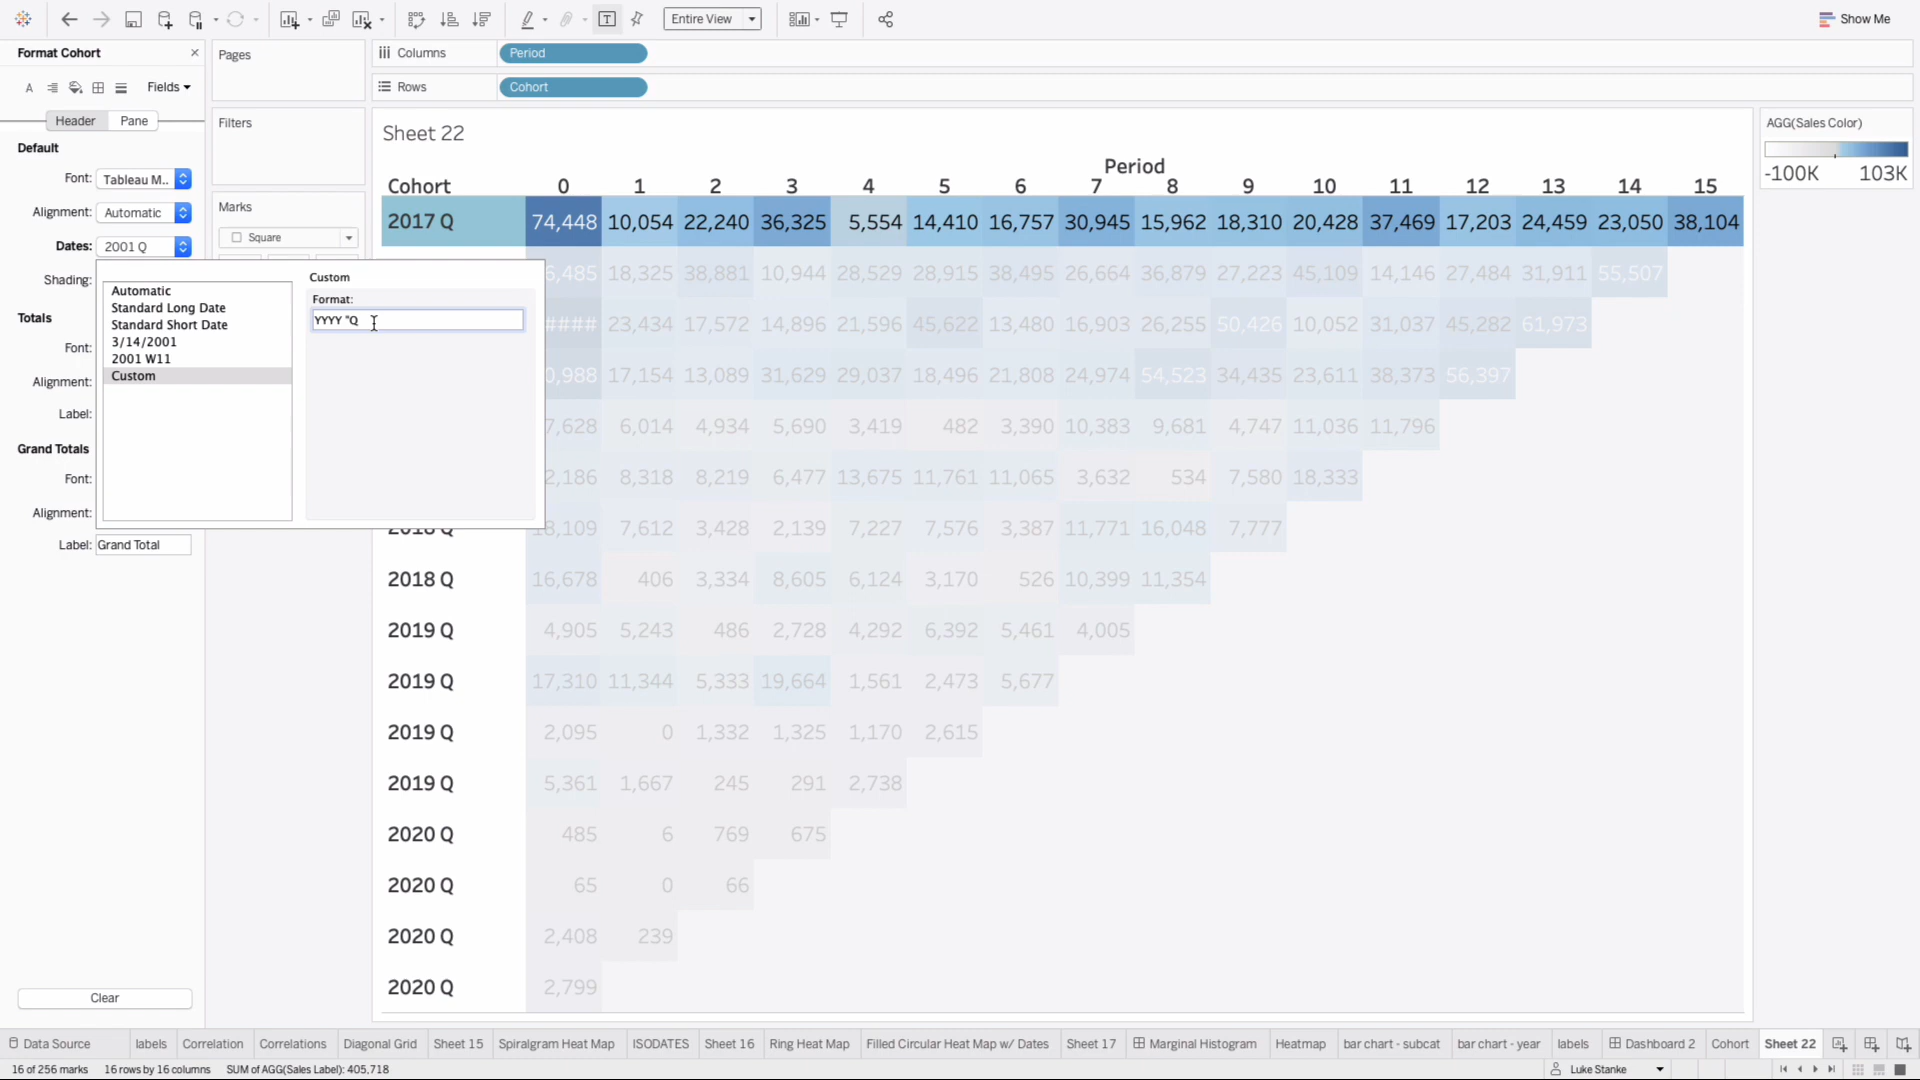 Entire View
Show Me
Format Cohort
Fields
Header
Pane
Default
Font: Tableau M..
Alignment: Automatic
Dates: 2001 Q
Shading:
Totals
Font:
Alignment:
Label:
Grand Totals
Font:
Alignment:
Label: Grand Total
Clear
Automatic
Standard Long Date
Standard Short Date
3/14/2001
2001 W11
Custom
Custom
Format:
YYYY "Q
Pages
Filters
Marks
Square
Columns
Period
Rows
Cohort
Sheet 22
Period
Cohort 0 1 2 3 4 5 6 7 8 9 10 11 12 13 14 15
2017 Q 74,448 10,054 22,240 36,325 5,554 14,410 16,757 30,945 15,962 18,310 20,428 37,469 17,203 24,459 23,050 38,104
6,485 18,325 38,881 10,944 28,529 28,915 38,495 26,664 36,879 27,223 45,109 14,146 27,484 31,911 55,507
#### 23,434 17,572 14,896 21,596 45,622 13,480 16,903 26,255 50,426 10,052 31,037 45,282 61,973
0,988 17,154 13,089 31,629 29,037 18,496 21,808 24,974 54,523 34,435 23,611 38,373 56,397
7,628 6,014 4,934 5,690 3,419 482 3,390 10,383 9,681 4,747 11,036 11,796
2,186 8,318 8,219 6,477 13,675 11,761 11,065 3,632 534 7,580 18,333
2018 Q 18,109 7,612 3,428 2,139 7,227 7,576 3,387 11,771 16,048 7,777
2018 Q 16,678 406 3,334 8,605 6,124 3,170 526 10,399 11,354
2019 Q 4,905 5,243 486 2,728 4,292 6,392 5,461 4,005
2019 Q 17,310 11,344 5,333 19,664 1,561 2,473 5,677
2019 Q 2,095 0 1,332 1,325 1,170 2,615
2019 Q 5,361 1,667 245 291 2,738
2020 Q 485 6 769 675
2020 Q 65 0 66
2020 Q 2,408 239
2020 Q 2,799
AGG(Sales Color)
-100K 103K
Data Source labels Correlation Correlations Diagonal Grid Sheet 15 Spiralgram Heat Map ISODATES Sheet 16 Ring Heat Map Filled Circular Heat Map w/ Dates Sheet 17 Marginal Histogram Heatmap bar chart - subcat bar chart - year labels Dashboard 2 Cohort Sheet 22
16 of 256 marks 16 rows by 16 columns SUM of AGG(Sales Label): 405,718 Luke Stanke